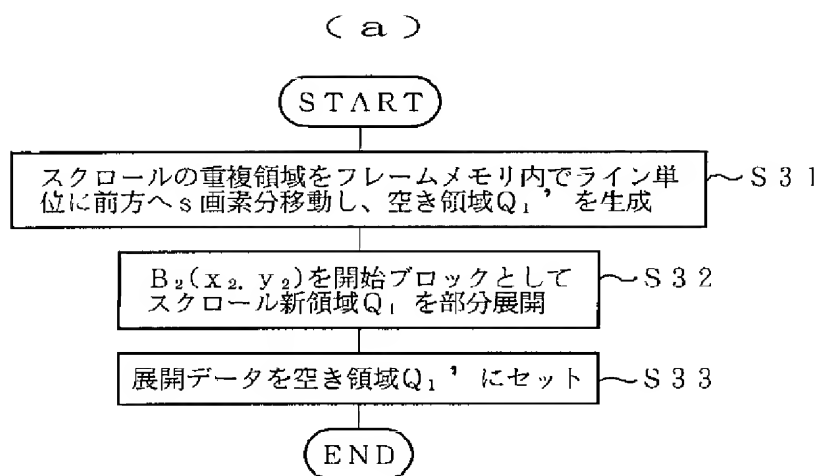 (a)
START
スクロールの重複領域をフレームメモリ内でライン単
位に前方へs画素分移動し、空き領域Q₁’を生成
S31
B₂(x₂, y₂)を開始ブロックとして
スクロール新領域Q₁を部分展開
S32
展開データを空き領域Q₁’にセット
S33
END